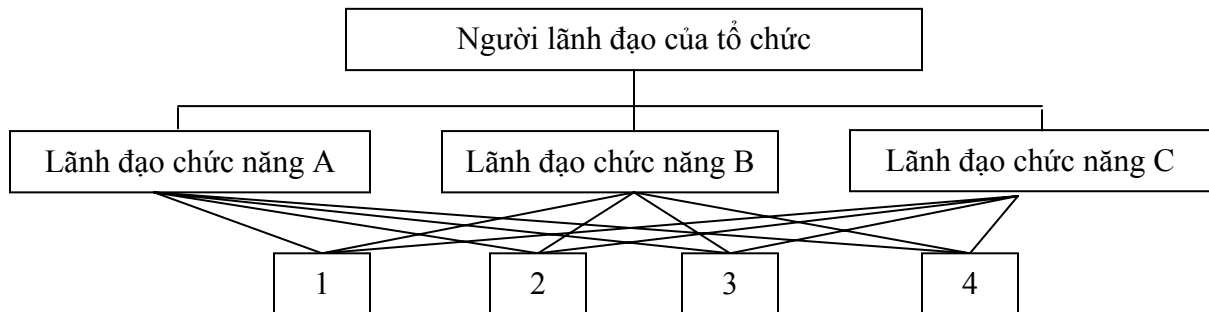 Người lãnh đạo của tổ chức
Lãnh đạo chức năng A
Lãnh đạo chức năng B
Lãnh đạo chức năng C
1
2
3
4